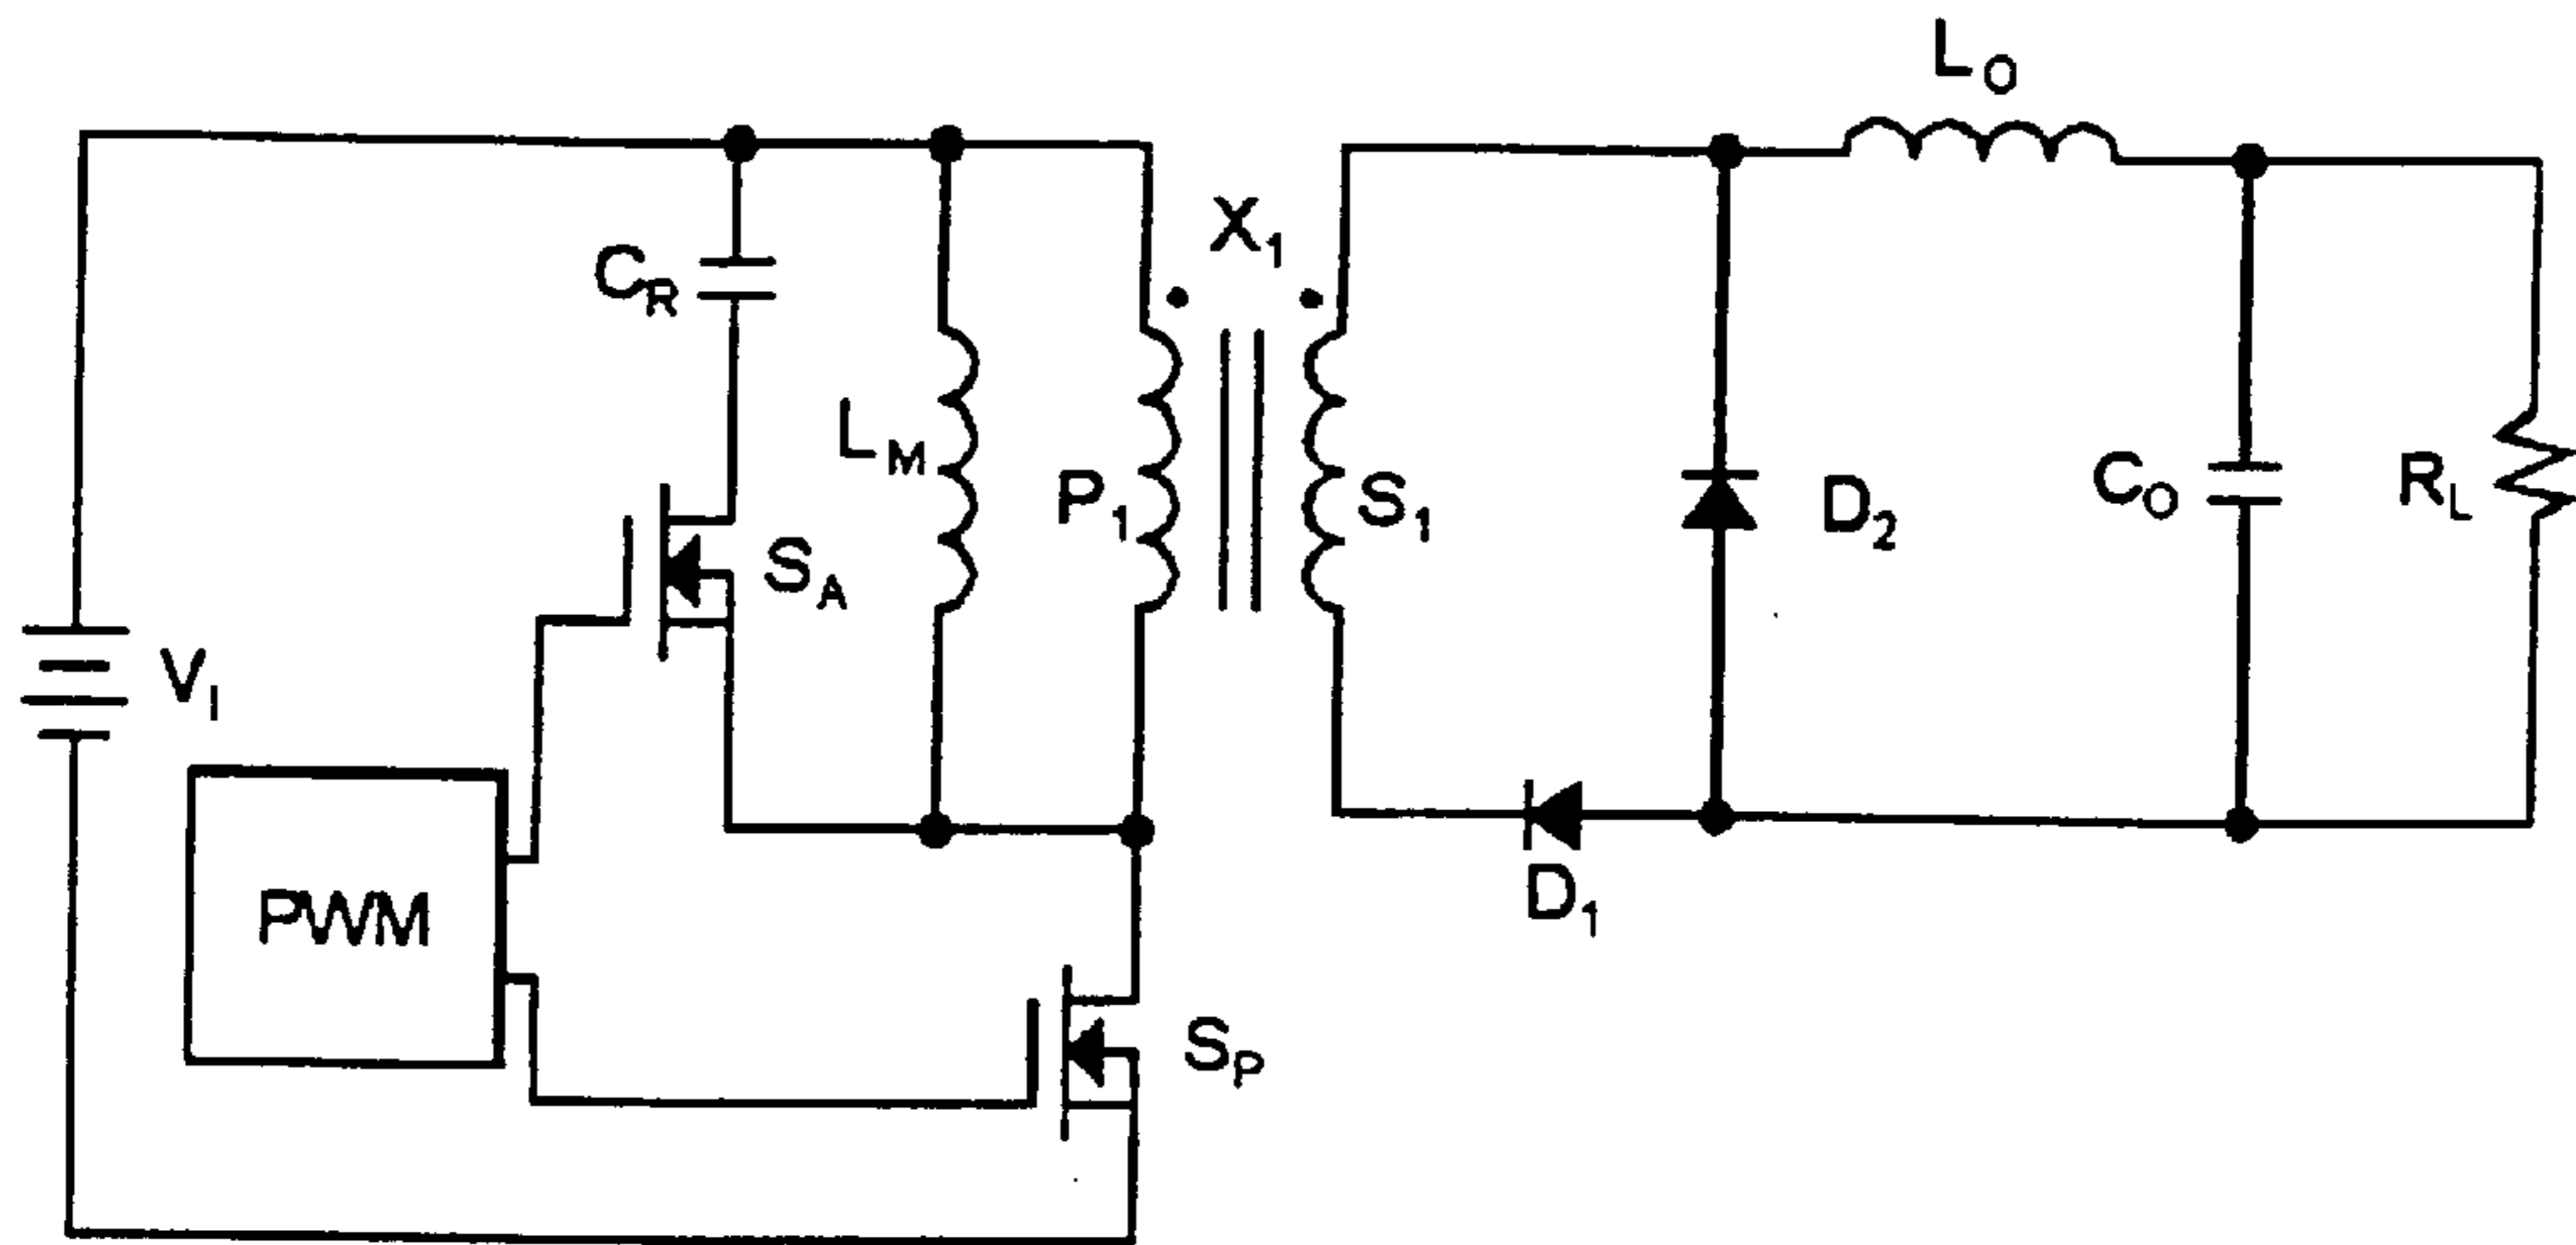 L_O
X_1
C_R
L_M
P_1
S_1
D_2
C_O
R_L
S_A
V_I
D_1
PWM
S_P